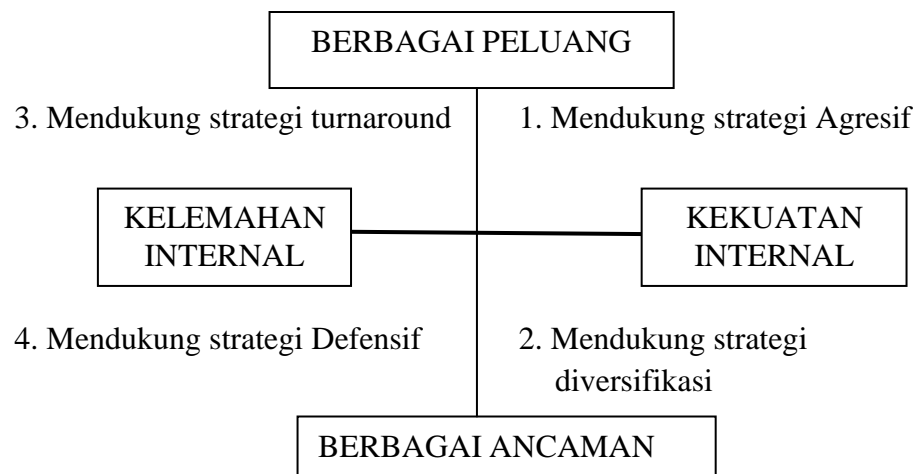 BERBAGAI PELUANG
3. Mendukung strategi turnaround
1. Mendukung strategi Agresif
KELEMAHAN
INTERNAL
KEKUATAN
INTERNAL
4. Mendukung strategi Defensif
2. Mendukung strategi
diversifikasi
BERBAGAI ANCAMAN